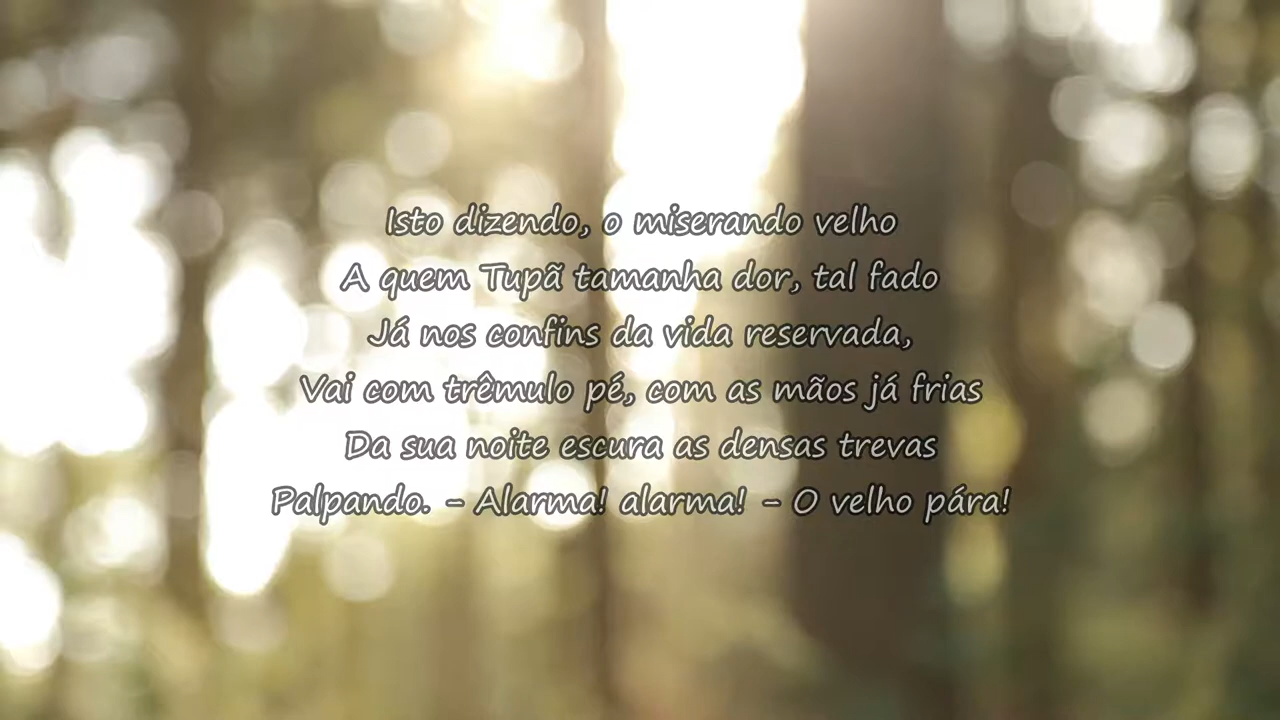 Isto dizendo, o miserando velho
A quem Tupã tamanha dor, tal fado
Já nos confins da vida reservada,
Vai com trêmulo pé, com as mãos já frias
Da sua noite escura as densas trevas
Palpando. - Alarma! alarma! - O velho pára!